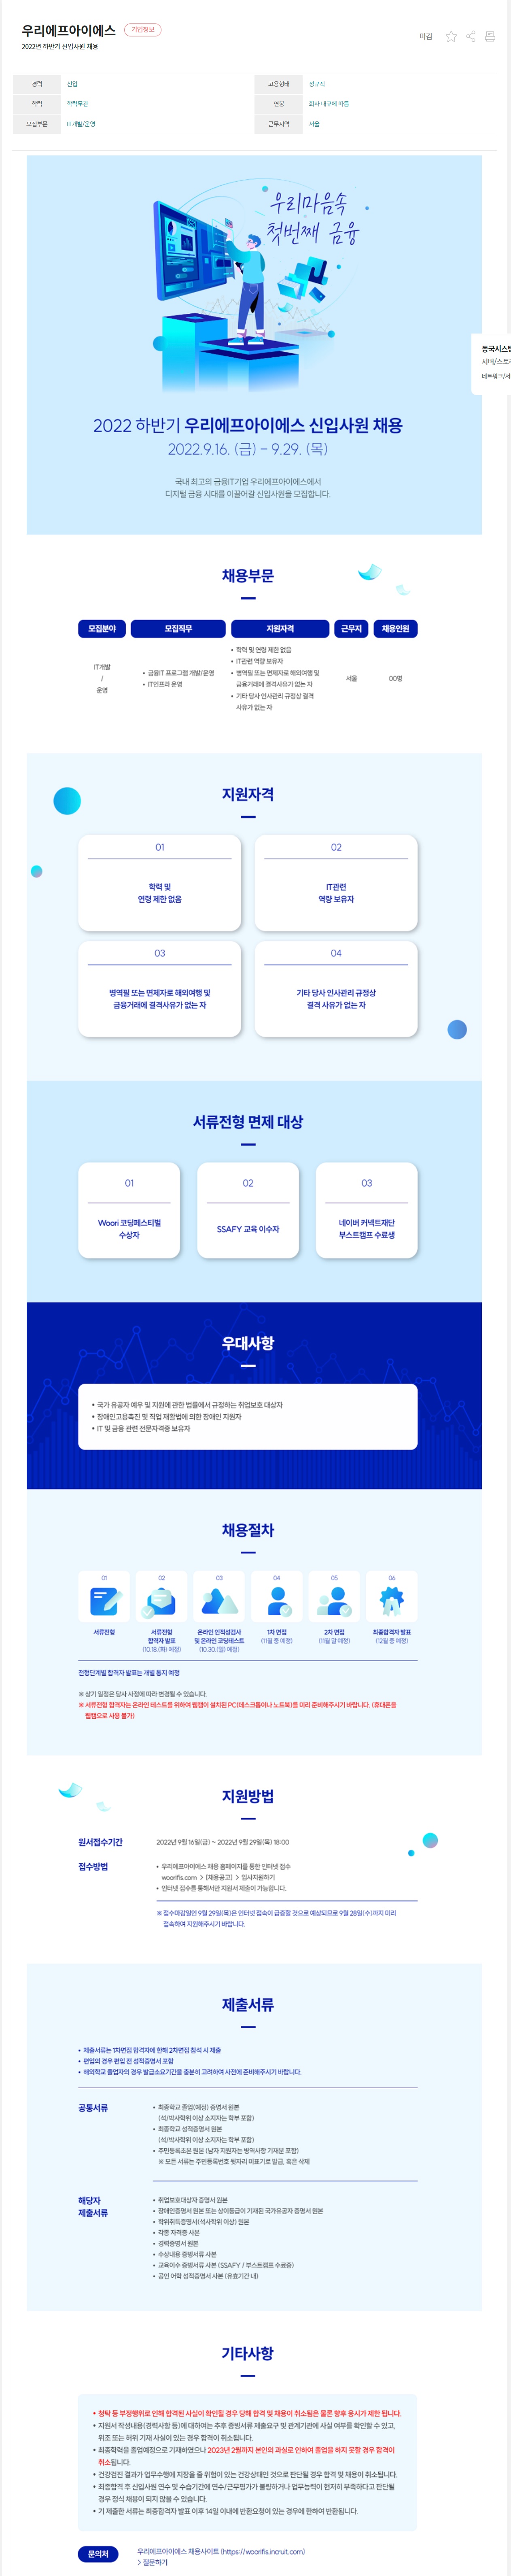 우리에프아이에스 기업정보
2022년 하반기 신입사원 채용
마감
경력 신입 고용형태 정규직
학력 학력무관 연봉 회사 내규에 따름
모집부문 IT개발/운영 근무지역 서울
우리마음속
첫번째 금융
동국시스템
서버/스토
네트워크/서
2022 하반기 우리에프아이에스 신입사원 채용
2022.9.16. (금) – 9.29. (목)
국내 최고의 금융IT기업 우리에프아이에스에서
디지털 금융 시대를 이끌어갈 신입사원을 모집합니다.
채용부문
모집분야 모집직무 지원자격 근무지 채용인원
IT개발
/
운영
• 금융IT 프로그램 개발/운영
• IT인프라 운영
• 학력 및 연령 제한 없음
• IT관련 역량 보유자
• 병역필 또는 면제자로 해외여행 및
금융거래에 결격사유가 없는 자
• 기타 당사 인사관리 규정상 결격
사유가 없는 자
서울
00명
지원자격
01
학력 및
연령 제한 없음
02
IT관련
역량 보유자
03
병역필 또는 면제자로 해외여행 및
금융거래에 결격사유가 없는 자
04
기타 당사 인사관리 규정상
결격 사유가 없는 자
서류전형 면제 대상
01
Woori 코딩페스티벌
수상자
02
SSAFY 교육 이수자
03
네이버 커넥트재단
부스트캠프 수료생
우대사항
• 국가 유공자 예우 및 지원에 관한 법률에서 규정하는 취업보호 대상자
• 장애인고용촉진 및 직업 재활법에 의한 장애인 지원자
• IT 및 금융 관련 전문자격증 보유자
채용절차
01
서류전형
02
서류전형
합격자 발표
(10.18.(화) 예정)
03
온라인 인적성검사
및 온라인 코딩테스트
(10.30.(일) 예정)
04
1차 면접
(11월 중 예정)
05
2차 면접
(11월 말 예정)
06
최종합격자 발표
(12월 중 예정)
전형단계별 합격자 발표는 개별 통지 예정
※ 상기 일정은 당사 사정에 따라 변경될 수 있습니다.
※ 서류전형 합격자는 온라인 테스트를 위하여 웹캠이 설치된 PC(데스크톱이나 노트북)를 미리 준비해주시기 바랍니다. (휴대폰을
웹캠으로 사용 불가)
지원방법
원서접수기간 2022년 9월 16일(금) ~ 2022년 9월 29일(목) 18:00
접수방법
• 우리에프아이에스 채용 홈페이지를 통한 인터넷 접수
woorifis.com > [채용공고] > 입사지원하기
• 인터넷 접수를 통해서만 지원서 제출이 가능합니다.
※ 접수마감일인 9월 29일(목)은 인터넷 접속이 급증할 것으로 예상되므로 9월 28일(수)까지 미리
접속하여 지원해주시기 바랍니다.
제출서류
• 제출서류는 1차면접 합격자에 한해 2차면접 참석 시 제출
• 편입의 경우 편입 전 성적증명서 포함
• 해외학교 졸업자의 경우 발급소요기간을 충분히 고려하여 사전에 준비해주시기 바랍니다.
공통서류
• 최종학교 졸업(예정) 증명서 원본
(석/박사학위 이상 소지자는 학부 포함)
• 최종학교 성적증명서 원본
(석/박사학위 이상 소지자는 학부 포함)
• 주민등록초본 원본 (남자 지원자는 병역사항 기재분 포함)
※ 모든 서류는 주민등록번호 뒷자리 미표기로 발급, 혹은 삭제
해당자
제출서류
• 취업보호대상자 증명서 원본
• 장애인증명서 원본 또는 상이등급이 기재된 국가유공자 증명서 원본
• 학위취득증명서(석사학위 이상) 원본
• 각종 자격증 사본
• 경력증명서 원본
• 수상내용 증빙서류 사본
• 교육이수 증빙서류 사본 (SSAFY / 부스트캠프 수료증)
• 공인 어학 성적증명서 사본 (유효기간 내)
기타사항
• 청탁 등 부정행위로 인해 합격된 사실이 확인될 경우 당해 합격 및 채용이 취소됨은 물론 향후 응시가 제한 됩니다.
• 지원서 작성내용(경력사항 등)에 대하여는 추후 증빙서류 제출요구 및 관계기관에 사실 여부를 확인할 수 있고,
위조 또는 허위 기재 사실이 있는 경우 합격이 취소됩니다.
• 최종학력을 졸업예정으로 기재하였으나 2023년 2월까지 본인의 과실로 인하여 졸업을 하지 못할 경우 합격이
취소됩니다.
• 건강검진 결과가 업무수행에 지장을 줄 위험이 있는 건강상태인 것으로 판단될 경우 합격 및 채용이 취소됩니다.
• 최종합격 후 신입사원 연수 및 수습기간에 연수/근무평가가 불량하거나 업무능력이 현저히 부족하다고 판단될
경우 정식 채용이 되지 않을 수 있습니다.
• 기 제출한 서류는 최종합격자 발표 이후 14일 이내에 반환요청이 있는 경우에 한하여 반환됩니다.
문의처 우리에프아이에스 채용사이트 (https://woorifis.incruit.com)
> 질문하기